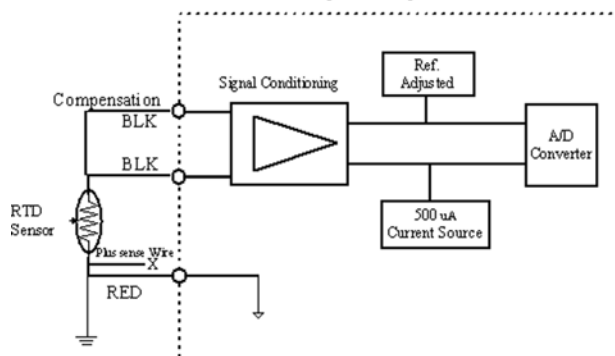 Signal Conditioning
Ref.
Adjusted
Compensation
BLK
BLK
A/D
Converter
RTD
Sensor
500 uA
Current Source
Plus sense Wire
X
RED